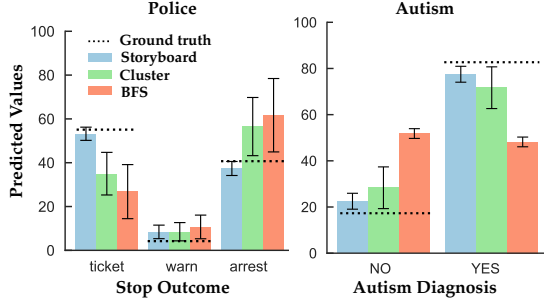 Police
Autism
Predicted Values
100
80
60
40
20
0
Ground truth
Storyboard
Cluster
BFS
ticket warn arrest
Stop Outcome
100
80
60
40
20
0
NO YES
Autism Diagnosis